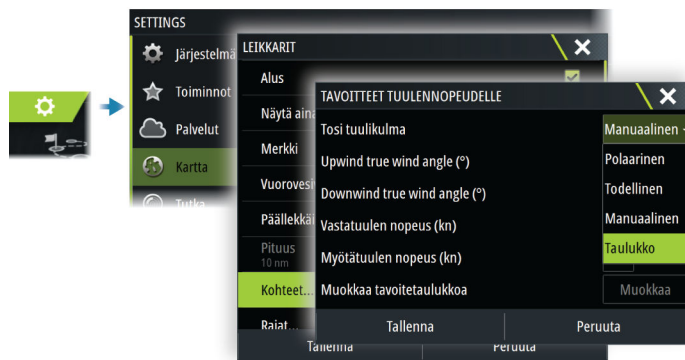 SETTINGS
Järjestelmä
Toiminnot
Palvelut
Kartta
LEIKKARIT
Alus
Näytä aina
Merkki
Päällekkäi
Pituus
10 nm
Kohteet...
Rajat...
Tallenna
Peruuta
TAVOITTEET TUULENNOPEUDELLE
Tosi tuulikulma
Manuaalinen
Upwind true wind angle (°)
Polaarinen
Downwind true wind angle (°)
Todellinen
Vastatuulen nopeus (kn)
Manuaalinen
Myötätuulen nopeus (kn)
Taulukko
Muokkaa tavoitetaulukkoa
Muokkaa
Tallenna
Peruuta